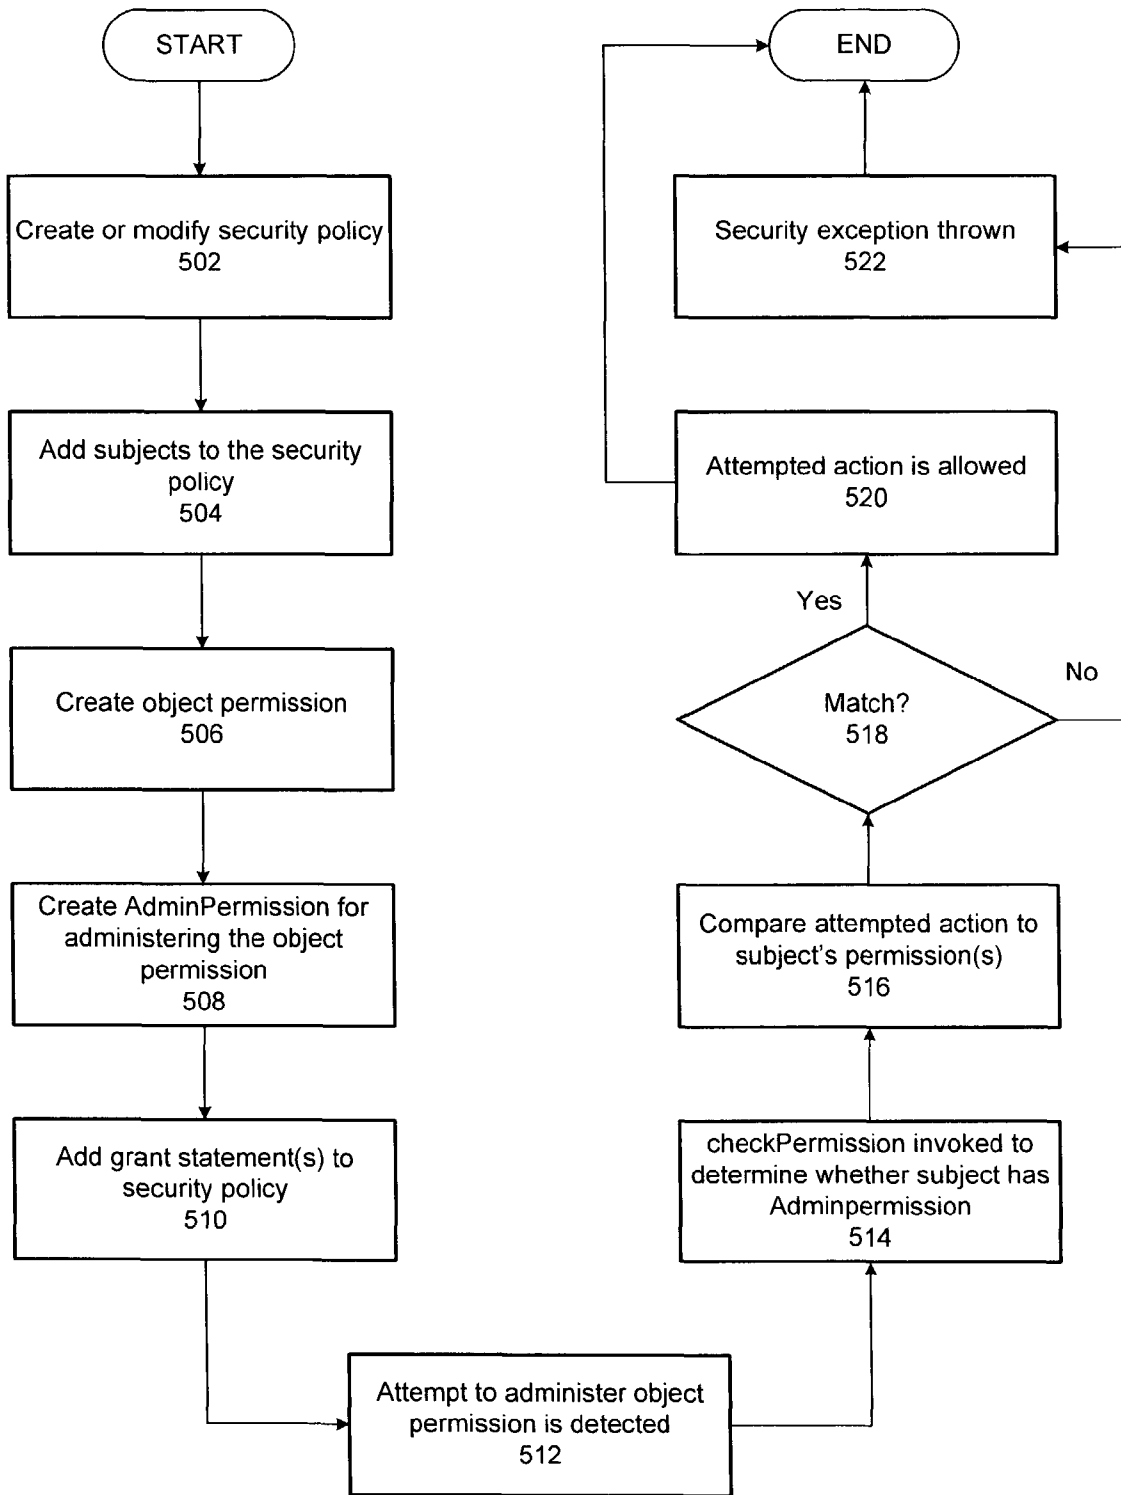 START
Create or modify security policy
502
Add subjects to the security
policy
504
Create object permission
506
Create AdminPermission for
administering the object
permission
508
Add grant statement(s) to
security policy
510
Attempt to administer object
permission is detected
512
checkPermission invoked to
determine whether subject has
Adminpermission
514
Compare attempted action to
subject's permission(s)
516
Match?
518
Yes
No
Attempted action is allowed
520
Security exception thrown
522
END